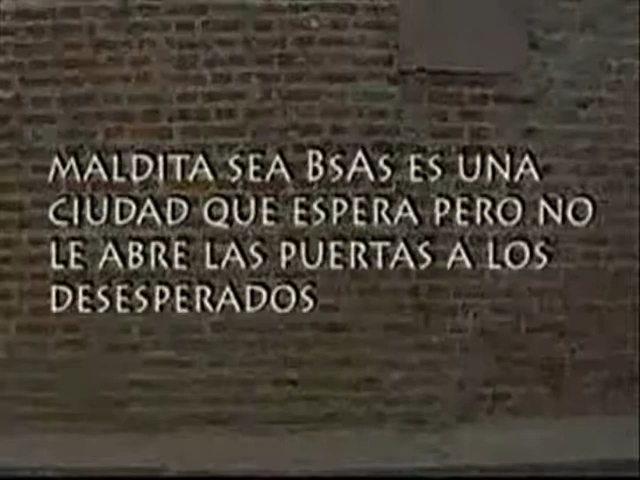 MALDITA SEA BSAS ES UNA
CIUDAD QUE ESPERA PERO NO
LE ABRE LAS PUERTAS A LOS
DESESPERADOS